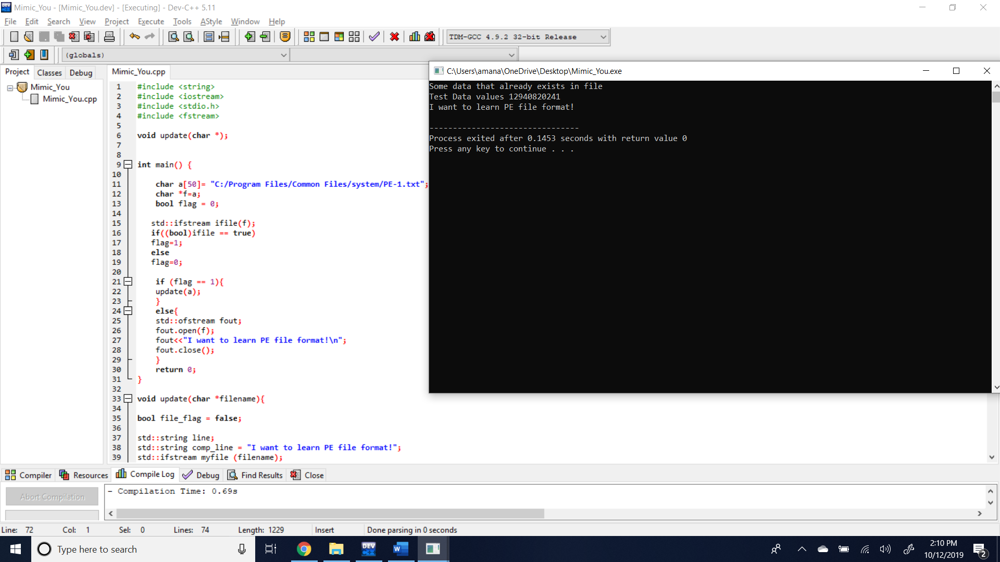 Mimic_You - [Mimic_You.dev] - [Executing] - Dev-C++ 5.11
File Edit Search View Project Execute Tools AStyle Window Help
TDM-GCC 4.9.2 32-bit Release
(globals)
Project Classes Debug
Mimic_You
Mimic_You.cpp
Mimic_You.cpp
1 #include <string>
2 #include <iostream>
3 #include <stdio.h>
4 #include <fstream>
5
6 void update(char *);
7
8
9 int main() {
10
11 char a[50]= "C:/Program Files/Common Files/system/PE-1.txt";
12 char *f=a;
13 bool flag = 0;
14
15 std::ifstream ifile(f);
16 if((bool)ifile == true)
17 flag=1;
18 else
19 flag=0;
20
21 if (flag == 1){
22 update(a);
23 }
24 else{
25 std::ofstream fout;
26 fout.open(f);
27 fout<<"I want to learn PE file format!\n";
28 fout.close();
29 }
30 return 0;
31 }
32
33 void update(char *filename){
34
35 bool file_flag = false;
36
37 std::string line;
38 std::string comp_line = "I want to learn PE file format!";
39 std::ifstream myfile (filename);
C:\Users\amana\OneDrive\Desktop\Mimic_You.exe
Some data that already exists in file
Test Data values 12940820241
I want to learn PE file format!
--------------------------------
Process exited after 0.1453 seconds with return value 0
Press any key to continue . . .
Compiler Resources Compile Log Debug Find Results Close
Abort Compilation
- Compilation Time: 0.69s
Line: 72 Col: 1 Sel: 0 Lines: 74 Length: 1229 Insert Done parsing in 0 seconds
Type here to search
DEV C++
W
2:10 PM
10/12/2019
2